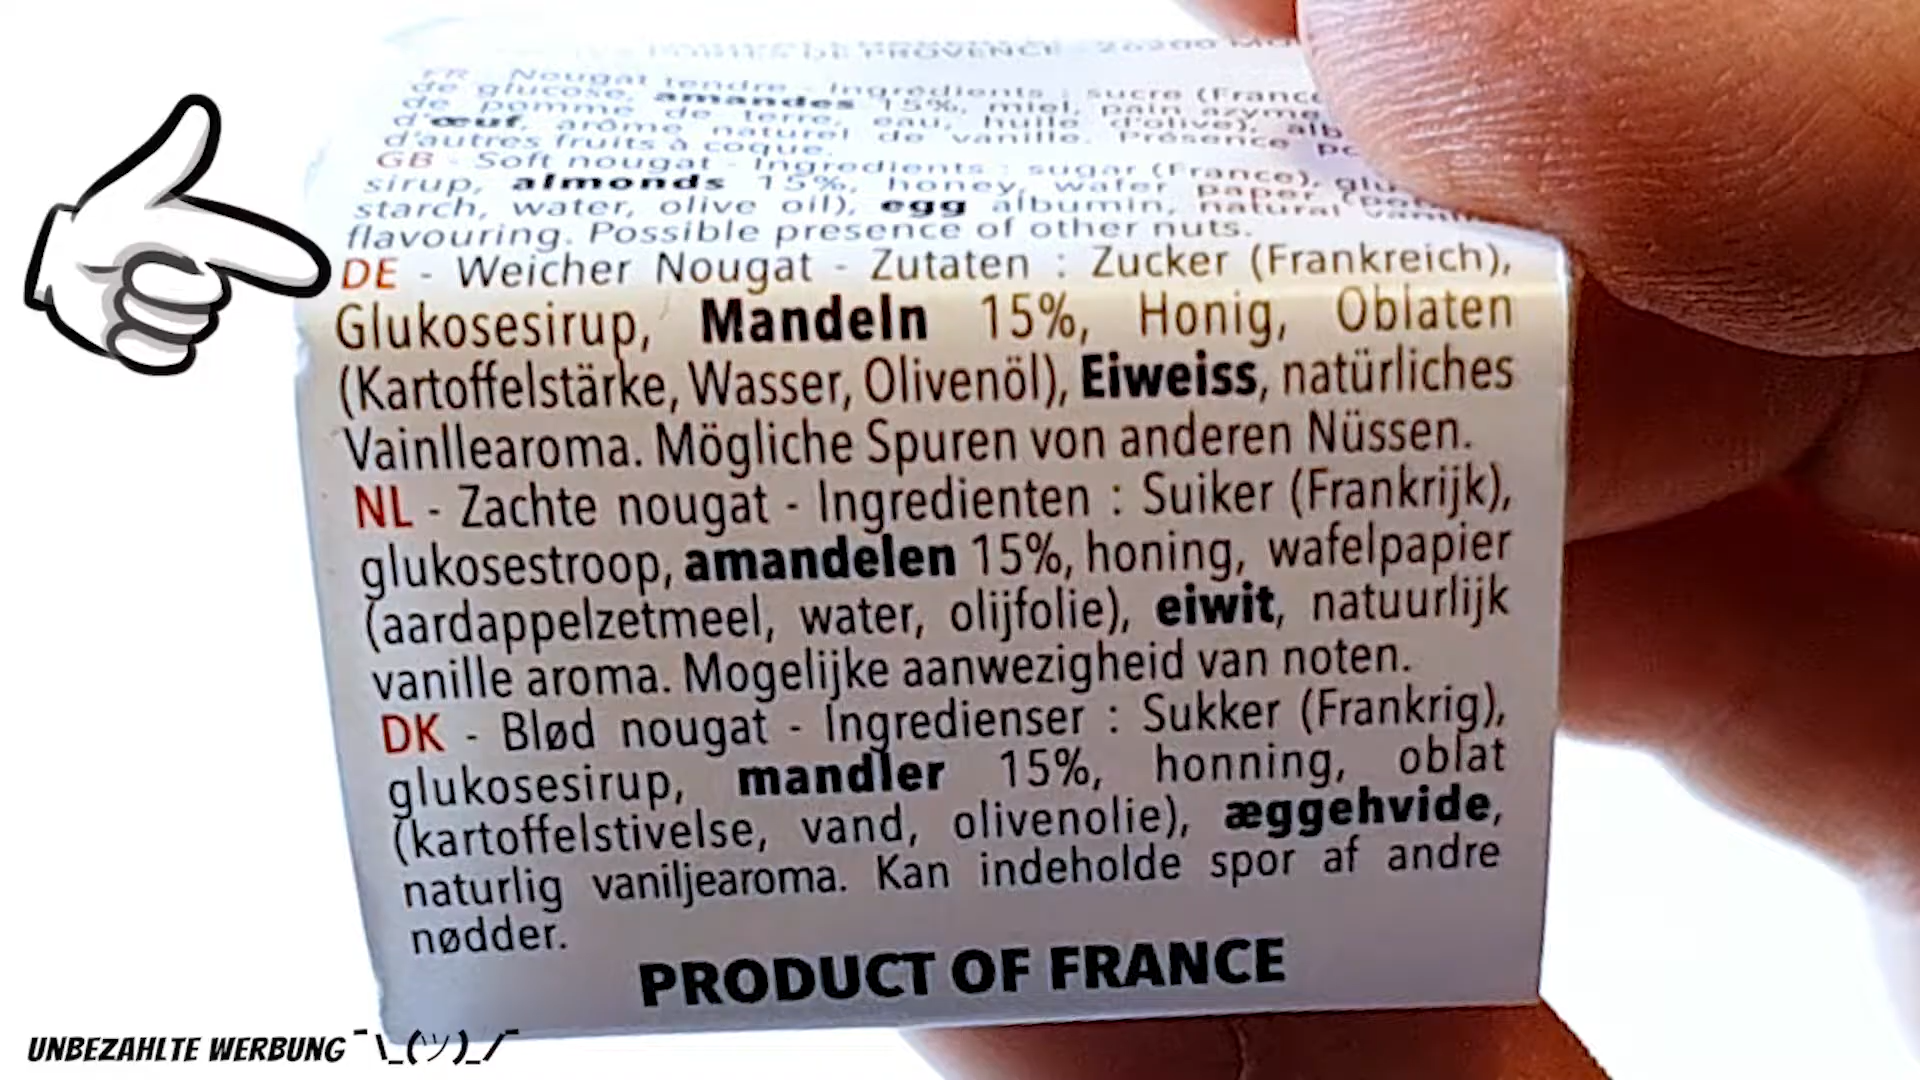 PORTES DE PROVENCE - 26200
FR - Nougat tendre - Ingrédients : sucre (France
de glucose, amandes 15%, miel, pain azyme
de pomme de terre, eau, huile d'olive), alb
d'œuf, arôme naturel de vanille. Présence
d'autres fruits à coque.
GB - Soft nougat - Ingredients : sugar (France), glu
sirup, almonds 15%, honey, wafer paper (pot
starch, water, olive oil), egg albumin, natural vanil
flavouring. Possible presence of other nuts.
DE - Weicher Nougat - Zutaten : Zucker (Frankreich),
Glukosesirup, Mandeln 15%, Honig, Oblaten
(Kartoffelstärke, Wasser, Olivenöl), Eiweiss, natürliches
Vainllearoma. Mögliche Spuren von anderen Nüssen.
NL - Zachte nougat - Ingredienten : Suiker (Frankrijk),
glukosestroop, amandelen 15%, honing, wafelpapier
(aardappelzetmeel, water, olijfolie), eiwit, natuurlijk
vanille aroma. Mogelijke aanwezigheid van noten.
DK - Blød nougat - Ingredienser : Sukker (Frankrig),
glukosesirup, mandler 15%, honning, oblat
(kartoffelstivelse, vand, olivenolie), æggehvide,
naturlig vaniljearoma. Kan indeholde spor af andre
nødder.
PRODUCT OF FRANCE
UNBEZAHLTE WERBUNG ¯\_(ツ)_/¯